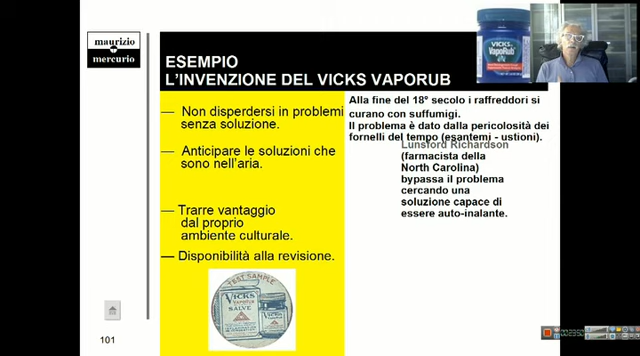 maurizio
mercurio
ESEMPIO
L'INVENZIONE DEL VICKS VAPORUB
VICKS
VapoRub
— Non disperdersi in problemi
senza soluzione.
— Anticipare le soluzioni che
sono nell'aria.
— Trarre vantaggio
dal proprio
ambiente culturale.
— Disponibilità alla revisione.
Alla fine del 18° secolo i raffreddori si
curano con suffumigi.
Il problema è dato dalla pericolosità dei
fornelli del tempo (esantemi - ustioni).
Lunsford Richardson
(farmacista della
North Carolina)
bypassa il problema
cercando una
soluzione capace di
essere auto-inalante.
TEST SAMPLE
VICKS
VAPORUB
SALVE
101